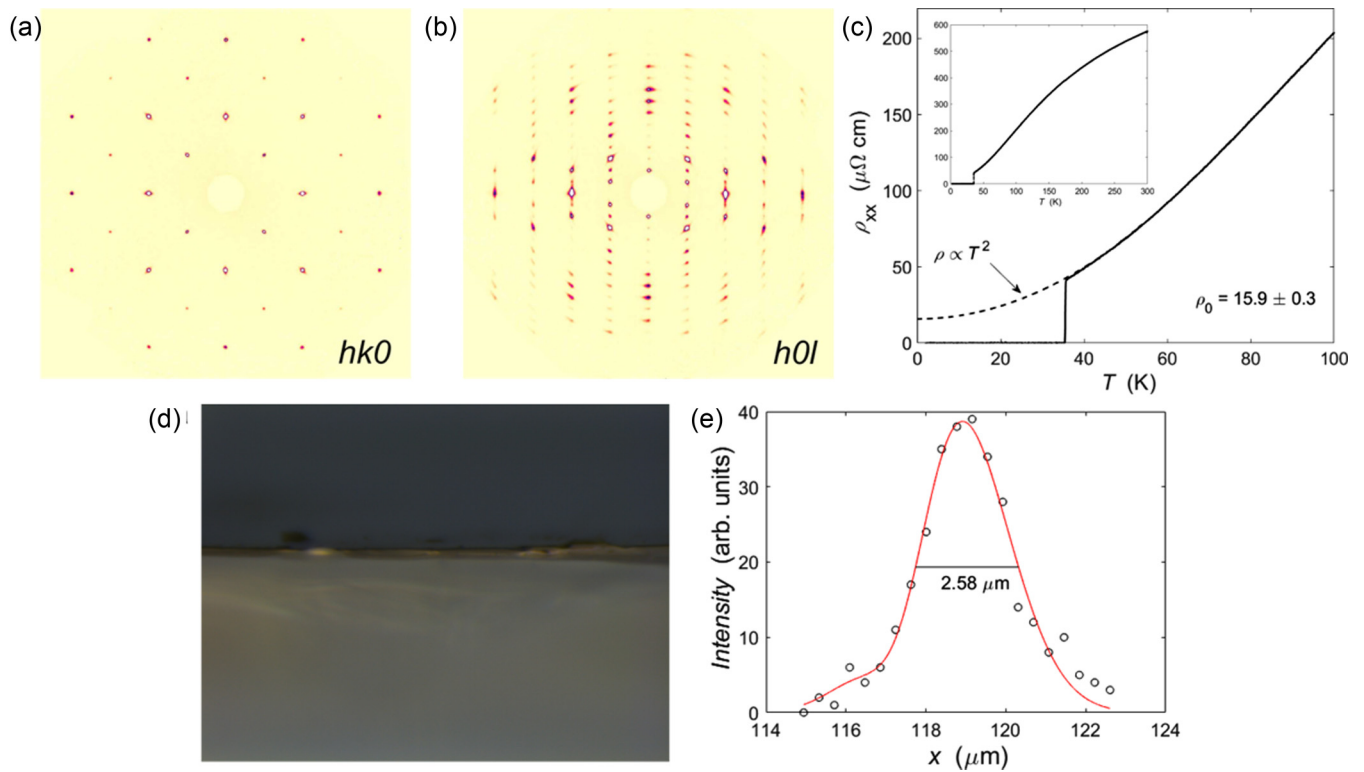 (a)
hk0
(b)
h0l
(c)
ρxx (μΩ cm)
200
150
100
50
0
0 20 40 60 80 100
T (K)
600
500
400
300
200
100
0
0 50 100 150 200 250 300
T (K)
ρ ∝ T²
ρ₀ = 15.9 ± 0.3
(d)
(e)
Intensity (arb. units)
40
30
20
10
0
2.58 μm
114 116 118 120 122 124
x (μm)